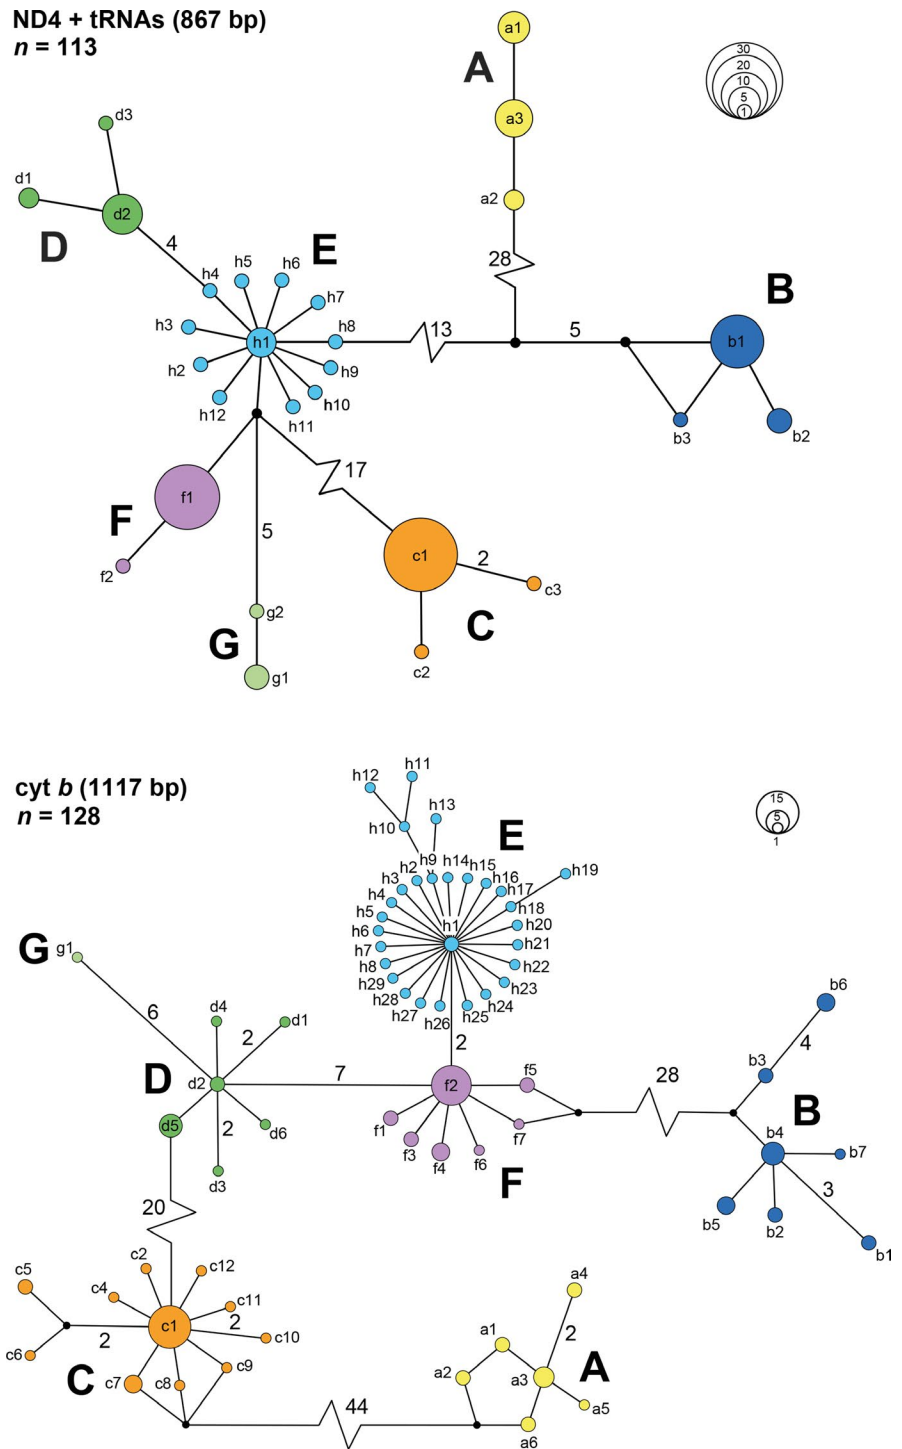 ND4 + tRNAs (867 bp)
n = 113
a1
A
30
20
10
5
1
a3
d3
d1
a2
d2
D
4
E
28
h5
h6
h4
B
h7
h3
h8
13
5
h1
b1
h2
h9
h12
h10
h11
b3
b2
17
f1
F
5
c1
2
f2
c3
g2
G
C
c2
g1
cyt b (1117 bp)
n = 128
h12
h11
15
5
1
h13
h10
E
h9
h2
h14
h15
h19
h3
h16
h4
h17
h5
h18
h1
h6
h20
h7
h21
G
g1
h8
h22
h29
h23
h28
h24
h27
h26
h25
b6
6
d4
d1
2
2
4
D
d2
7
f2
f5
28
b3
B
d5
2
d6
f1
f7
b4
b7
f3
f4
f6
d3
F
3
20
b5
b2
b1
c5
c2
c12
a4
c4
c11
c1
2
c10
2
a1
2
A
c6
C
c7
c8
c9
a2
a3
44
a5
a6